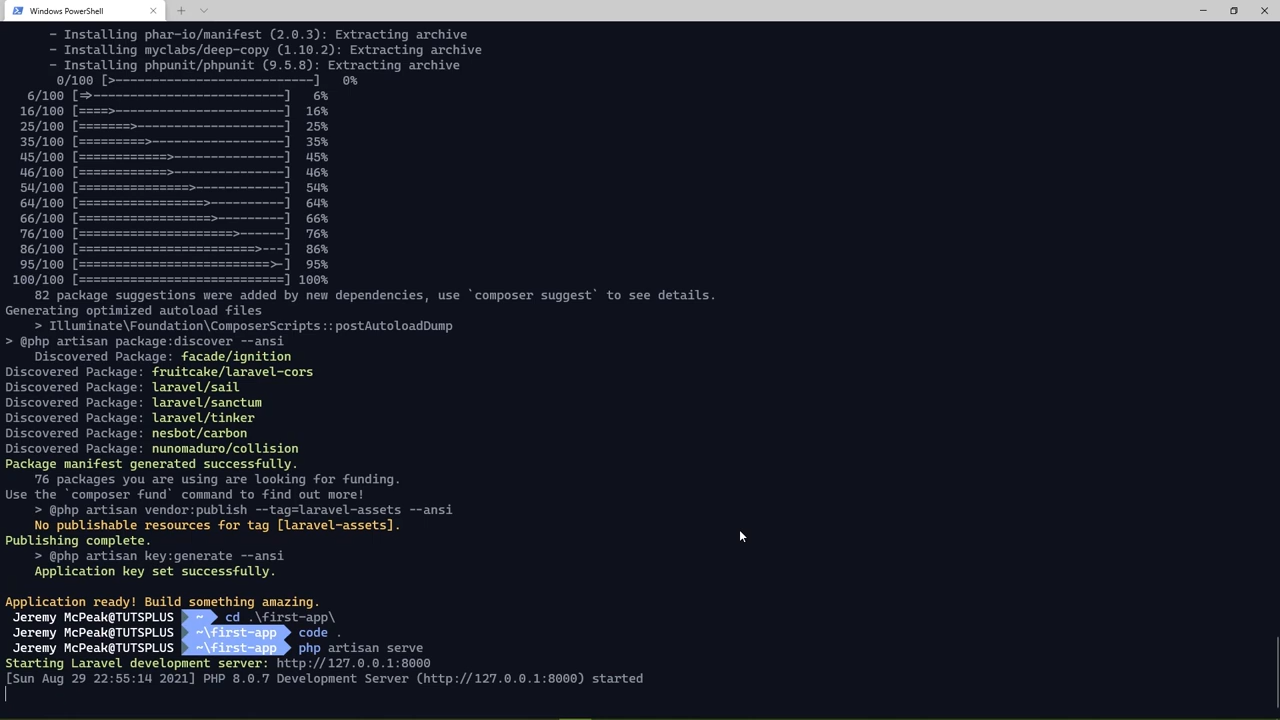 Windows PowerShell
- Installing phar-io/manifest (2.0.3): Extracting archive
- Installing myclabs/deep-copy (1.10.2): Extracting archive
- Installing phpunit/phpunit (9.5.8): Extracting archive
0/100 [>---------------------------]   0%
6/100 [=>--------------------------]   6%
16/100 [====>-----------------------]  16%
25/100 [=======>--------------------]  25%
35/100 [=========>------------------]  35%
45/100 [============>---------------]  45%
46/100 [============>---------------]  46%
54/100 [===============>------------]  54%
64/100 [=================>----------]  64%
66/100 [==================>---------]  66%
76/100 [=====================>------]  76%
86/100 [========================>---]  86%
95/100 [==========================>-]  95%
100/100 [============================] 100%
82 package suggestions were added by new dependencies, use `composer suggest` to see details.
Generating optimized autoload files
> Illuminate\Foundation\ComposerScripts::postAutoloadDump
> @php artisan package:discover --ansi
Discovered Package: facade/ignition
Discovered Package: fruitcake/laravel-cors
Discovered Package: laravel/sail
Discovered Package: laravel/sanctum
Discovered Package: laravel/tinker
Discovered Package: nesbot/carbon
Discovered Package: nunomaduro/collision
Package manifest generated successfully.
76 packages you are using are looking for funding.
Use the `composer fund` command to find out more!
> @php artisan vendor:publish --tag=laravel-assets --ansi
No publishable resources for tag [laravel-assets].
Publishing complete.
> @php artisan key:generate --ansi
Application key set successfully.
Application ready! Build something amazing.
Jeremy McPeak@TUTSPLUS ~ cd .\first-app\
Jeremy McPeak@TUTSPLUS ~\first-app code .
Jeremy McPeak@TUTSPLUS ~\first-app php artisan serve
Starting Laravel development server: http://127.0.0.1:8000
[Sun Aug 29 22:55:14 2021] PHP 8.0.7 Development Server (http://127.0.0.1:8000) started